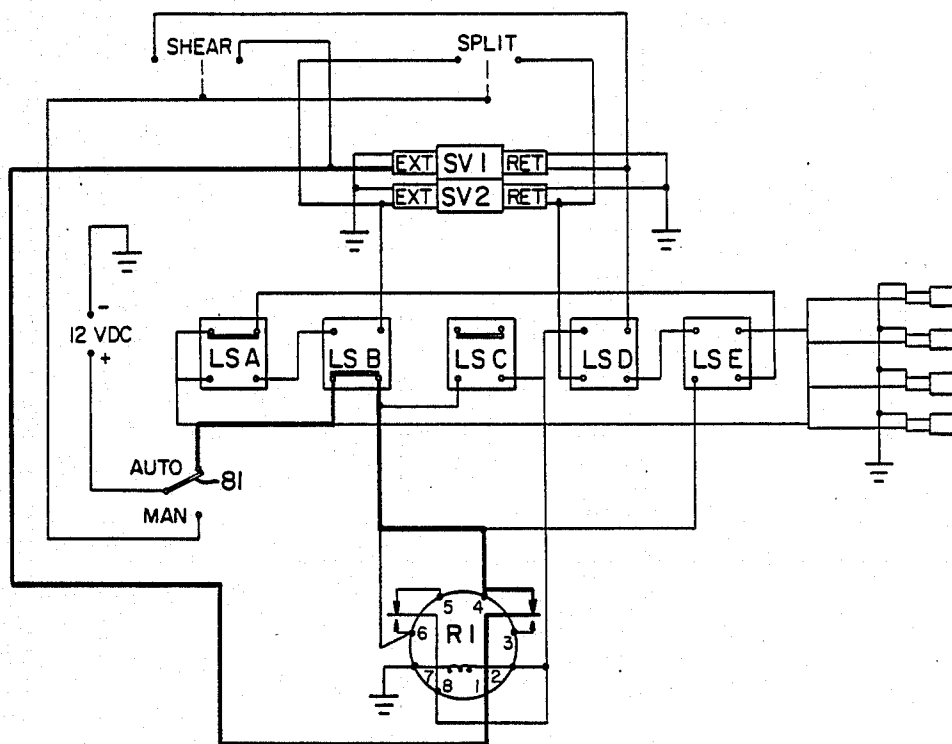 SHEAR
SPLIT
EXT SV1 RET
EXT SV2 RET
-
12 VDC
+
LSA
LS B
LS C
LS D
LS E
AUTO
81
MAN
5 4
6 R1 3
7 8 1 2